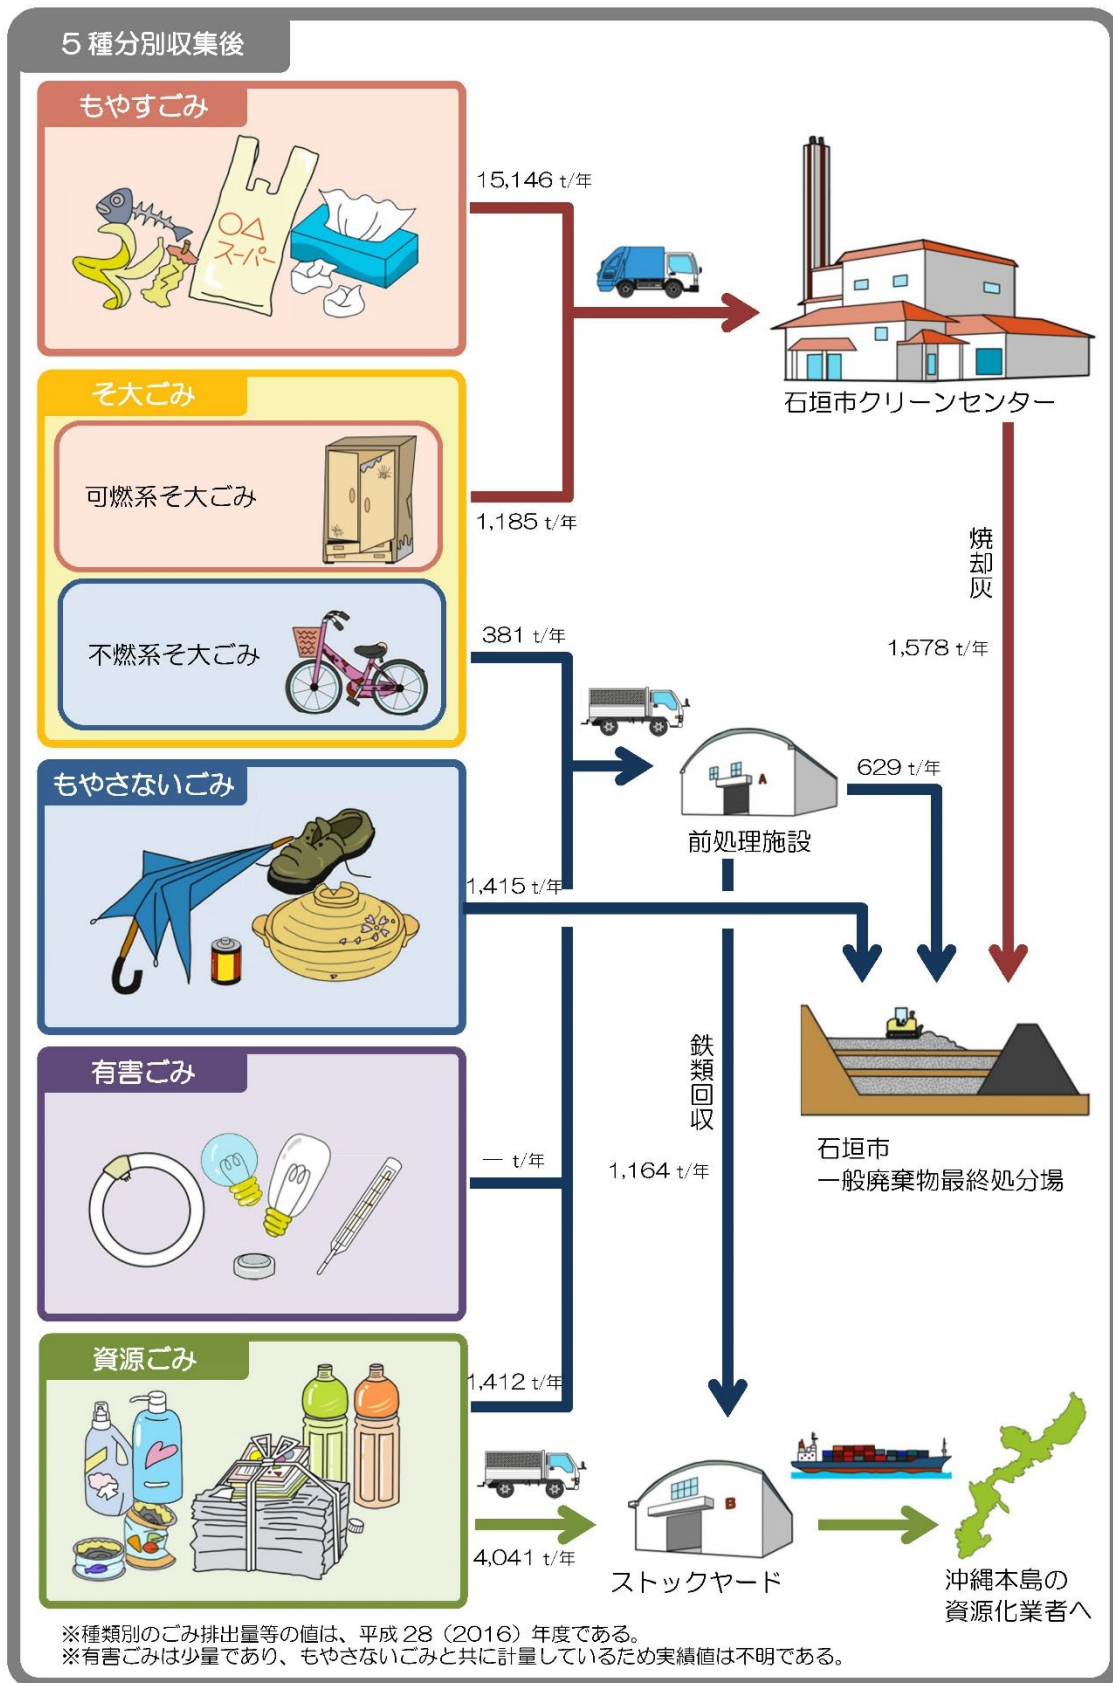 5種分別収集後
もやすごみ
○△
スーパー
15,146 t/年
石垣市クリーンセンター
そ大ごみ
可燃系そ大ごみ
1,185 t/年
焼却灰
1,578 t/年
不燃系そ大ごみ
381 t/年
A
前処理施設
629 t/年
もやさないごみ
1,415 t/年
鉄類回収
1,164 t/年
石垣市
一般廃棄物最終処分場
有害ごみ
― t/年
資源ごみ
1,412 t/年
4,041 t/年
B
ストックヤード
沖縄本島の
資源化業者へ
※種類別のごみ排出量等の値は、平成28（2016）年度である。
※有害ごみは少量であり、もやさないごみと共に計量しているため実績値は不明である。